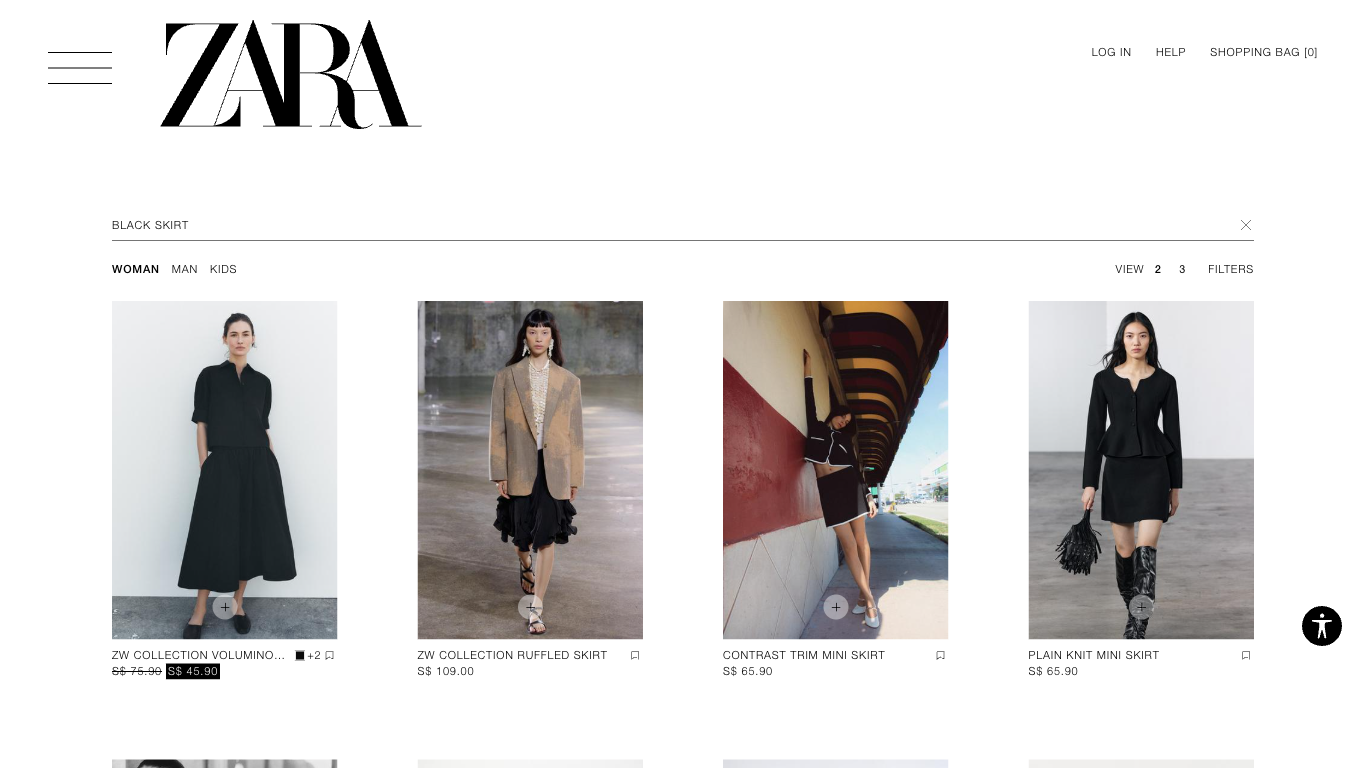 ZARA
LOG IN HELP SHOPPING BAG [0]
BLACK SKIRT
WOMAN MAN KIDS
VIEW 2 3 FILTERS
ZW COLLECTION VOLUMINO... +2
S$ 75.90 S$ 45.90
ZW COLLECTION RUFFLED SKIRT
S$ 109.00
CONTRAST TRIM MINI SKIRT
S$ 65.90
PLAIN KNIT MINI SKIRT
S$ 65.90